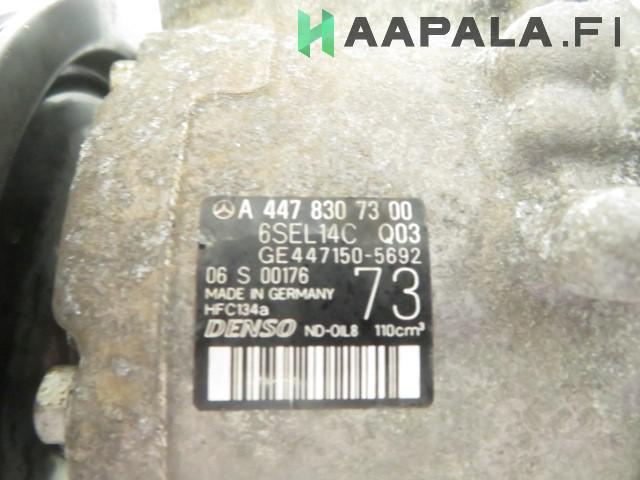 HAAPALA.FI
A 447 830 73 00
6SEL14C Q03
GE447150-5692
06 S 00176
73
MADE IN GERMANY
HFC134a
DENSO ND-OIL8 110cm³